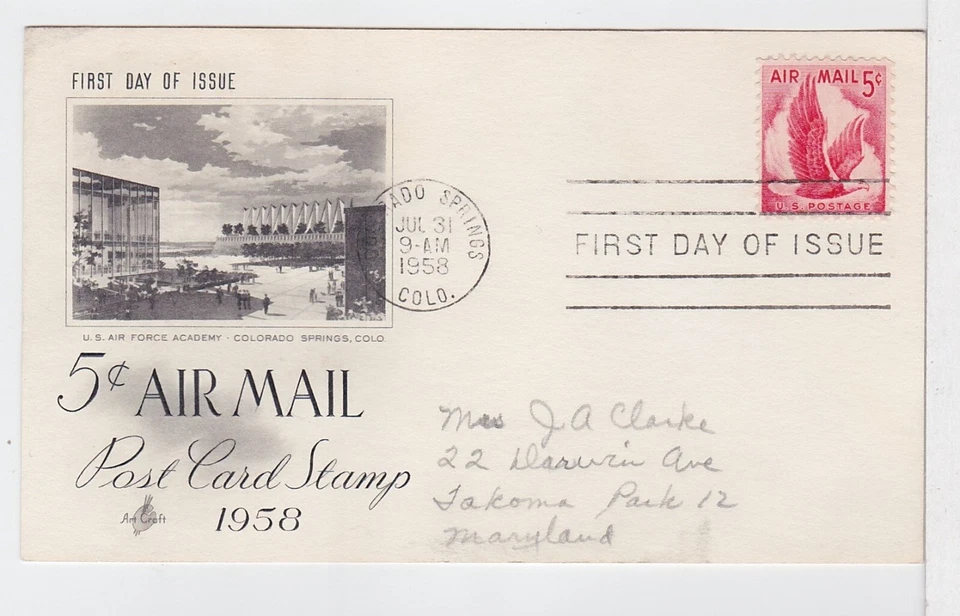 FIRST DAY OF ISSUE
U.S. AIR FORCE ACADEMY · COLORADO SPRINGS, COLO.
5¢ AIR MAIL
Post Card Stamp
1958
Art Craft
COLORADO SPRINGS
JUL 31
9-AM
1958
COLO.
AIR MAIL 5¢
U.S. POSTAGE
FIRST DAY OF ISSUE
Mrs J A Clarke
22 Darwin Ave
Takoma Park 12
Maryland